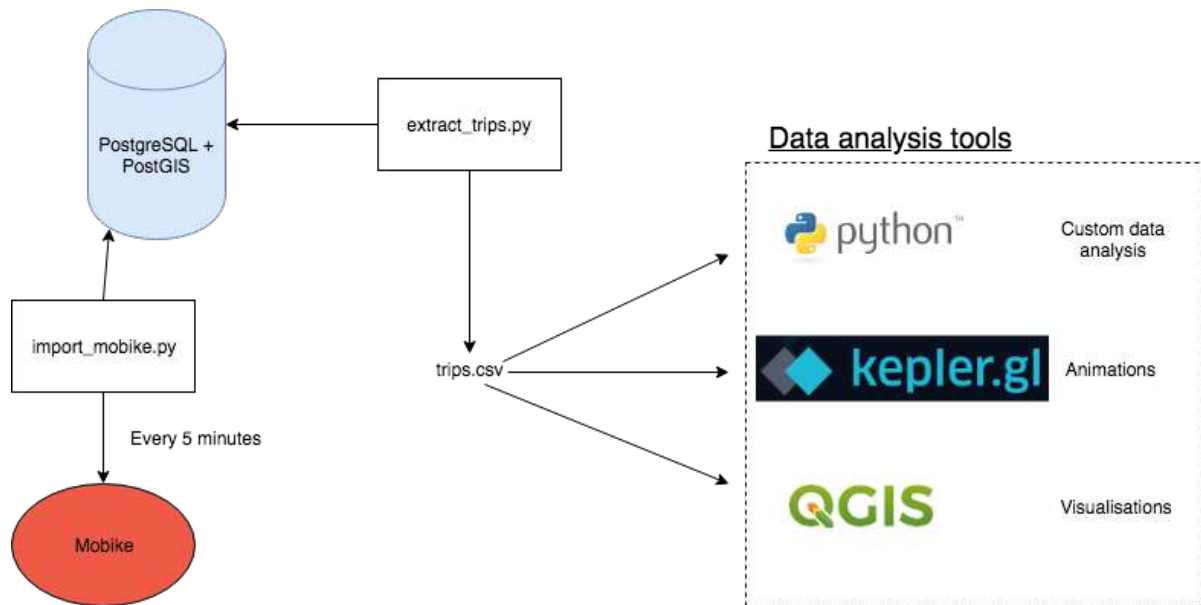 PostgreSQL +
PostGIS
extract_trips.py
import_mobike.py
Every 5 minutes
Mobike
trips.csv
Data analysis tools
python™
Custom data
analysis
kepler.gl
Animations
QGIS
Visualisations